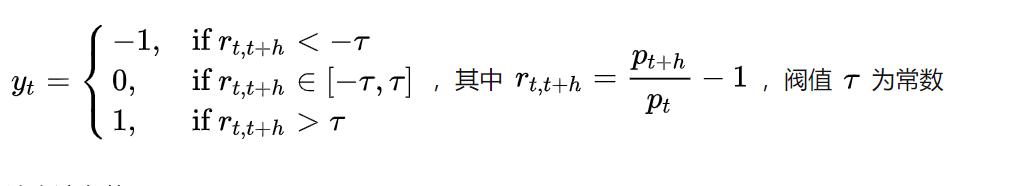 y_t = { -1, if r_{t,t+h} < -τ
0, if r_{t,t+h} ∈ [-τ, τ] ，其中 r_{t,t+h} = p_{t+h}/p_t - 1，阀值 τ 为常数
1, if r_{t,t+h} > τ